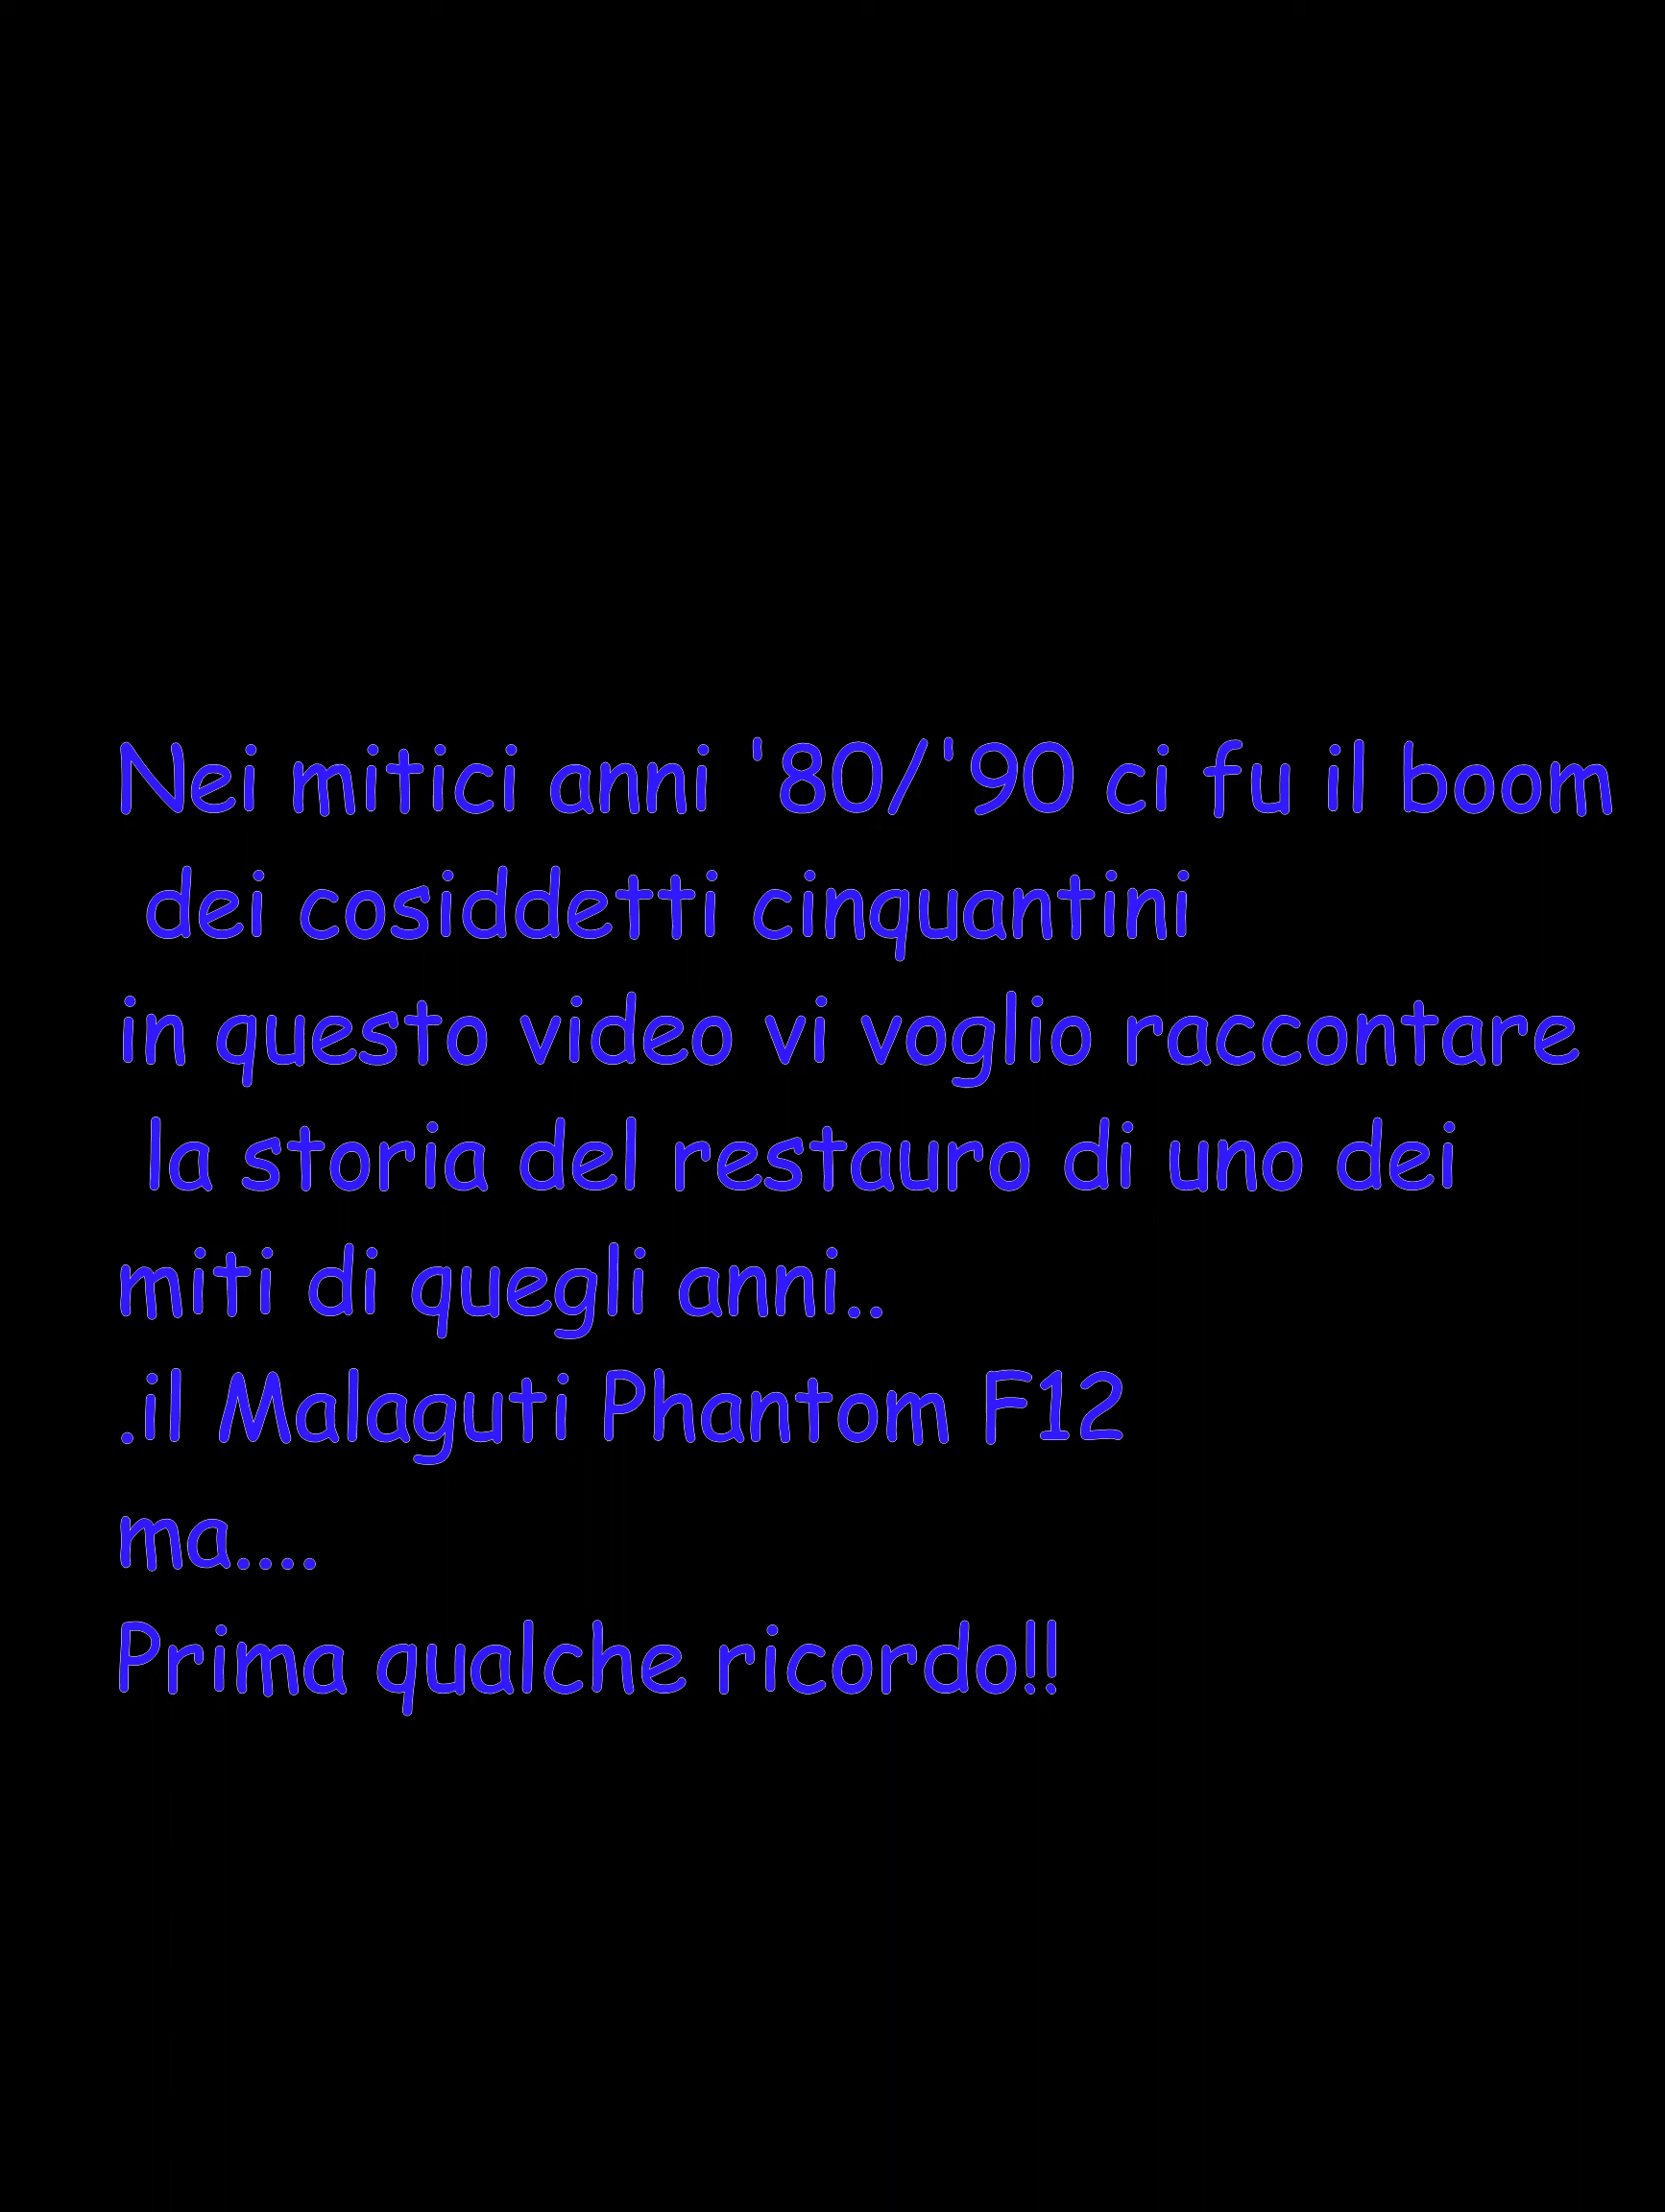 Nei mitici anni '80/'90 ci fu il boom
dei cosiddetti cinquantini
in questo video vi voglio raccontare
la storia del restauro di uno dei
miti di quegli anni..
.il Malaguti Phantom F12
ma....
Prima qualche ricordo!!